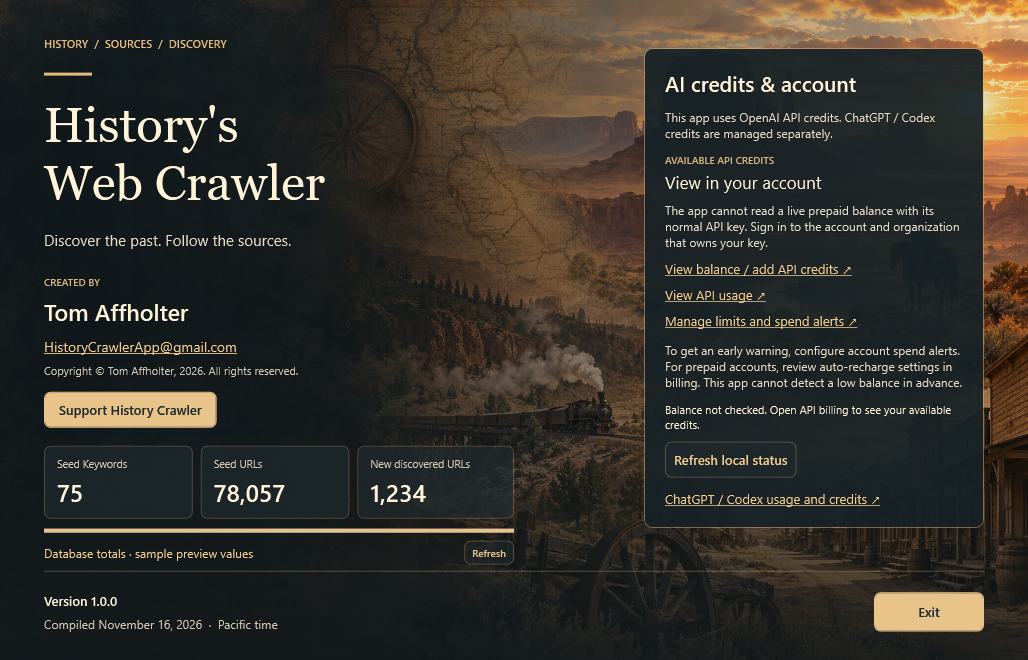 HISTORY / SOURCES / DISCOVERY
History's
Web Crawler
Discover the past. Follow the sources.
CREATED BY
Tom Affholter
HistoryCrawlerApp@gmail.com
Copyright © Tom Affholter, 2026. All rights reserved.
Support History Crawler
Seed Keywords
75
Seed URLs
78,057
New discovered URLs
1,234
Database totals · sample preview values
Refresh
Version 1.0.0
Compiled November 16, 2026 · Pacific time
AI credits & account
This app uses OpenAI API credits. ChatGPT / Codex
credits are managed separately.
AVAILABLE API CREDITS
View in your account
The app cannot read a live prepaid balance with its
normal API key. Sign in to the account and organization
that owns your key.
View balance / add API credits ↗
View API usage ↗
Manage limits and spend alerts ↗
To get an early warning, configure account spend alerts.
For prepaid accounts, review auto-recharge settings in
billing. This app cannot detect a low balance in advance.
Balance not checked. Open API billing to see your available
credits.
Refresh local status
ChatGPT / Codex usage and credits ↗
Exit